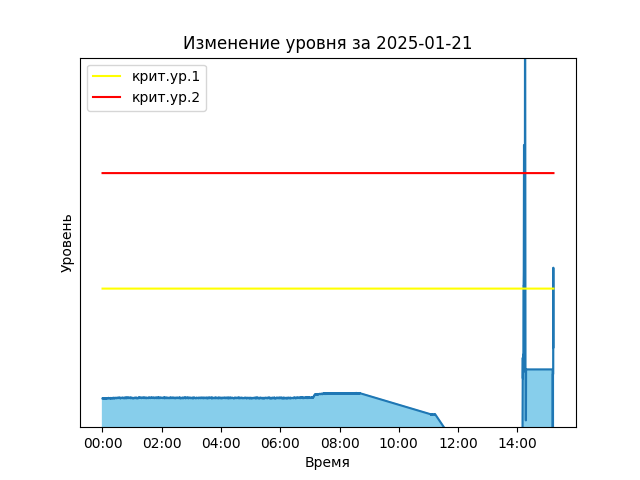 Изменение уровня за 2025-01-21
крит.ур.1
крит.ур.2
Уровень
00:00 02:00 04:00 06:00 08:00 10:00 12:00 14:00
Время